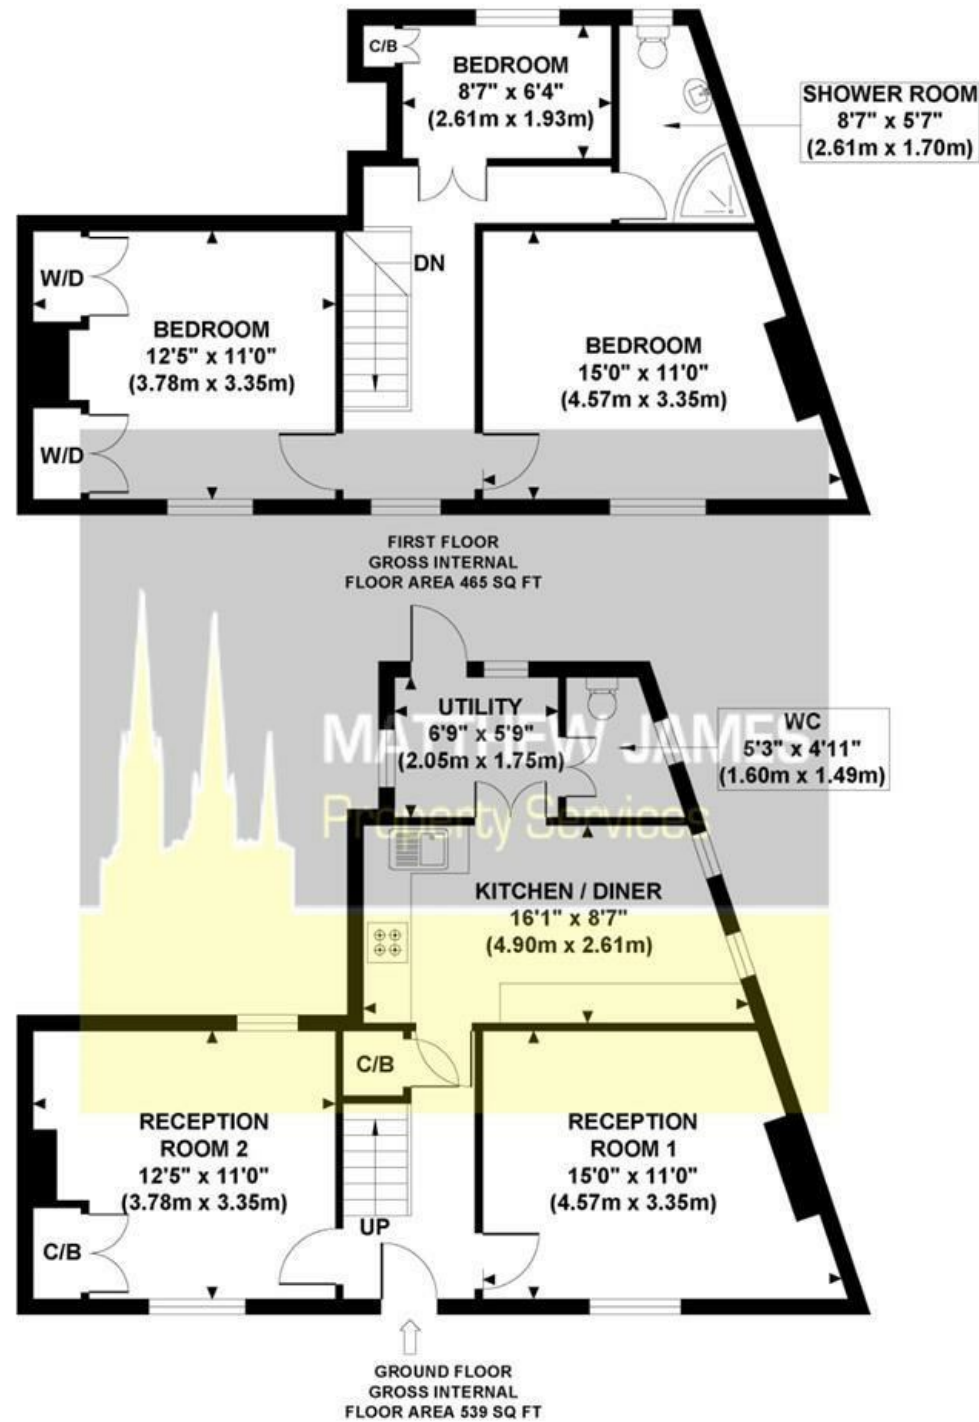 C/B
BEDROOM
8'7" x 6'4"
(2.61m x 1.93m)
SHOWER ROOM
8'7" x 5'7"
(2.61m x 1.70m)
W/D
DN
BEDROOM
12'5" x 11'0"
(3.78m x 3.35m)
BEDROOM
15'0" x 11'0"
(4.57m x 3.35m)
W/D
FIRST FLOOR
GROSS INTERNAL
FLOOR AREA 465 SQ FT
UTILITY
6'9" x 5'9"
(2.05m x 1.75m)
WC
5'3" x 4'11"
(1.60m x 1.49m)
MATTHEW JAMES
Property Services
KITCHEN / DINER
16'1" x 8'7"
(4.90m x 2.61m)
C/B
RECEPTION
ROOM 2
12'5" x 11'0"
(3.78m x 3.35m)
RECEPTION
ROOM 1
15'0" x 11'0"
(4.57m x 3.35m)
C/B
UP
GROUND FLOOR
GROSS INTERNAL
FLOOR AREA 539 SQ FT